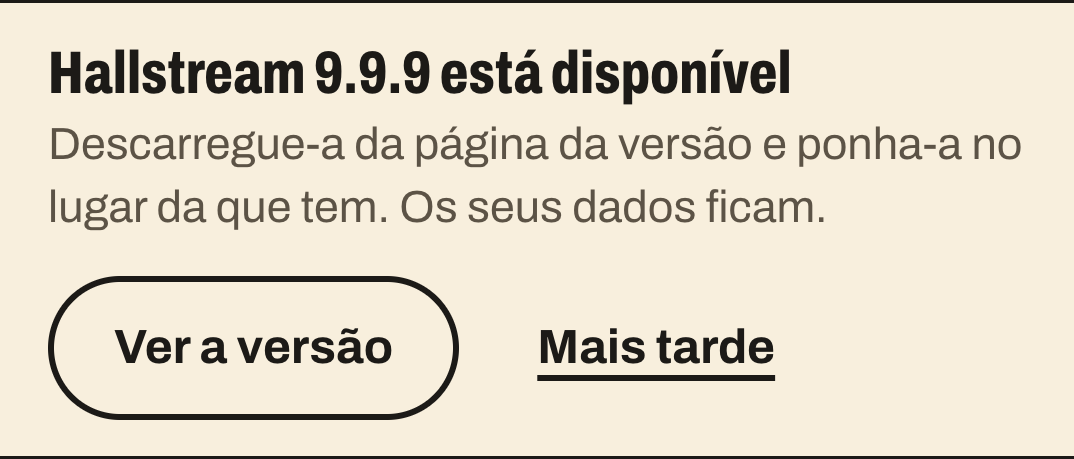 Hallstream 9.9.9 está disponível
Descarregue-a da página da versão e ponha-a no
lugar da que tem. Os seus dados ficam.
Ver a versão
Mais tarde